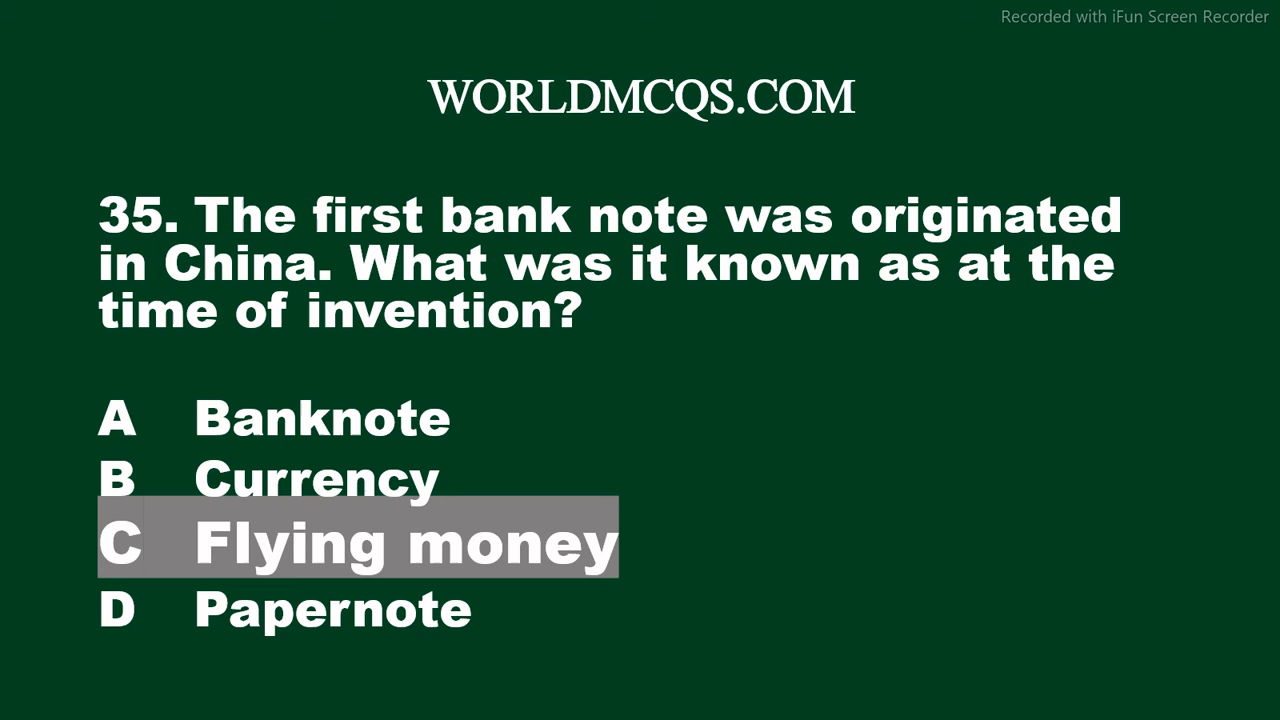 Recorded with iFun Screen Recorder
WORLDMCQS.COM
35. The first bank note was originated
in China. What was it known as at the
time of invention?
A Banknote
B Currency
C Flying money
D Papernote